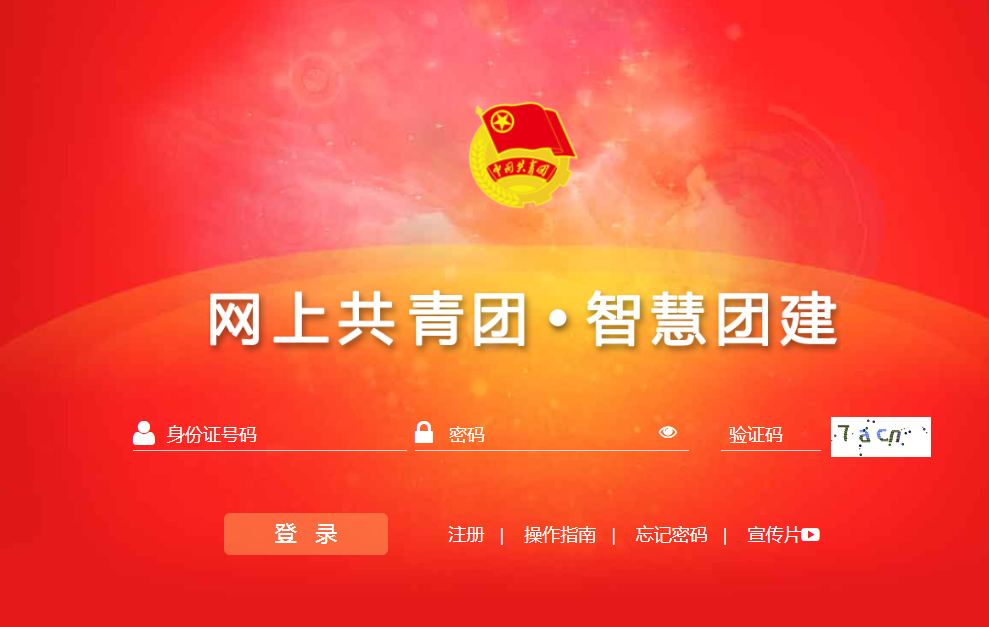 中国共青团
网上共青团·智慧团建
身份证号码 密码 验证码 7acn
登 录 注册 | 操作指南 | 忘记密码 | 宣传片